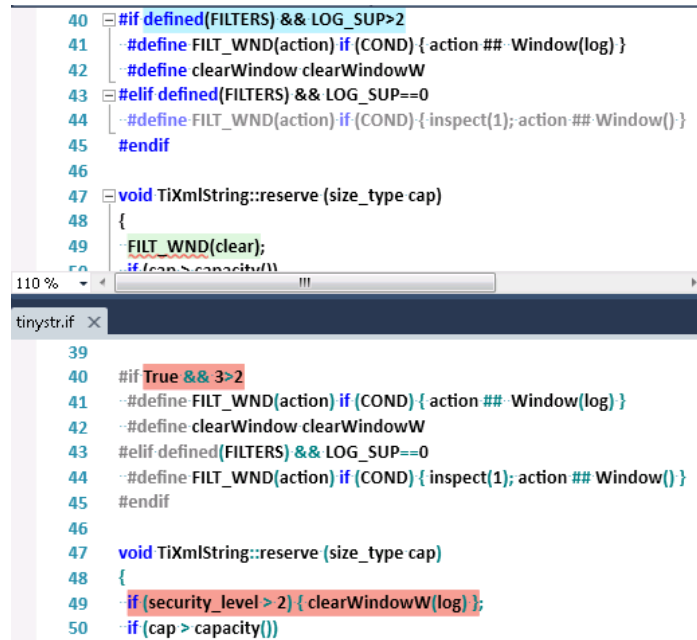 40 #if defined(FILTERS) && LOG_SUP>2
41 #define FILT_WND(action) if (COND) { action ## Window(log) }
42 #define clearWindow clearWindowW
43 #elif defined(FILTERS) && LOG_SUP==0
44 #define FILT_WND(action) if (COND) { inspect(1); action ## Window() }
45 #endif
46
47 void TiXmlString::reserve (size_type cap)
48 {
49 FILT_WND(clear);
50 if (cap > capacity())
110 %
tinystr.if
39
40 #if True && 3>2
41 #define FILT_WND(action) if (COND) { action ## Window(log) }
42 #define clearWindow clearWindowW
43 #elif defined(FILTERS) && LOG_SUP==0
44 #define FILT_WND(action) if (COND) { inspect(1); action ## Window() }
45 #endif
46
47 void TiXmlString::reserve (size_type cap)
48 {
49 if (security_level > 2) { clearWindowW(log) };
50 if (cap > capacity())